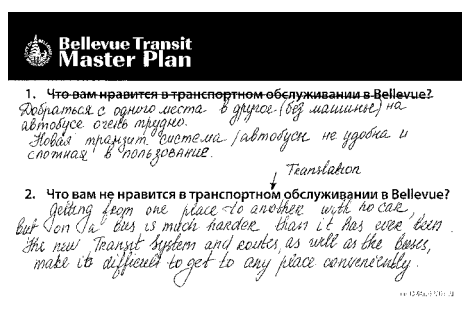 Bellevue Transit
Master Plan
1. Что вам нравится в транспортном обслуживании в Bellevue?
Добраться с одного места в другое (без машины) на
автобусе очень трудно.
Новая транзит система / автобусы не удобна и
сложная в пользование.
Translation
2. Что вам не нравится в транспортном обслуживании в Bellevue?
Getting from one place to another with no car,
but on a bus is much harder than it has ever been.
The new Transit system and routes, as well as the buses,
make it difficult to get to any place conveniently.